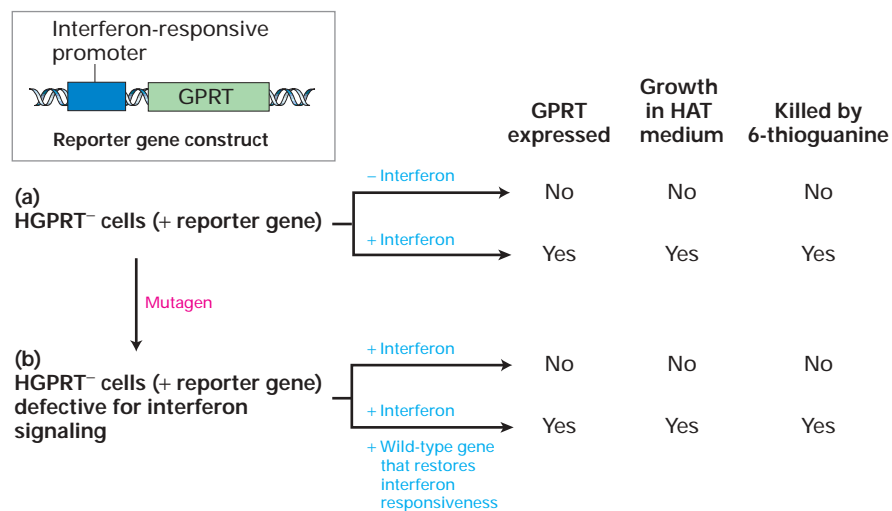 Interferon-responsive
promoter
GPRT
Reporter gene construct
GPRT
expressed
Growth
in HAT
medium
Killed by
6-thioguanine
(a)
HGPRT⁻ cells (+ reporter gene)
− Interferon
No No No
+ Interferon
Yes Yes Yes
Mutagen
(b)
HGPRT⁻ cells (+ reporter gene)
defective for interferon
signaling
+ Interferon
No No No
+ Interferon
Yes Yes Yes
+ Wild-type gene
that restores
interferon
responsiveness